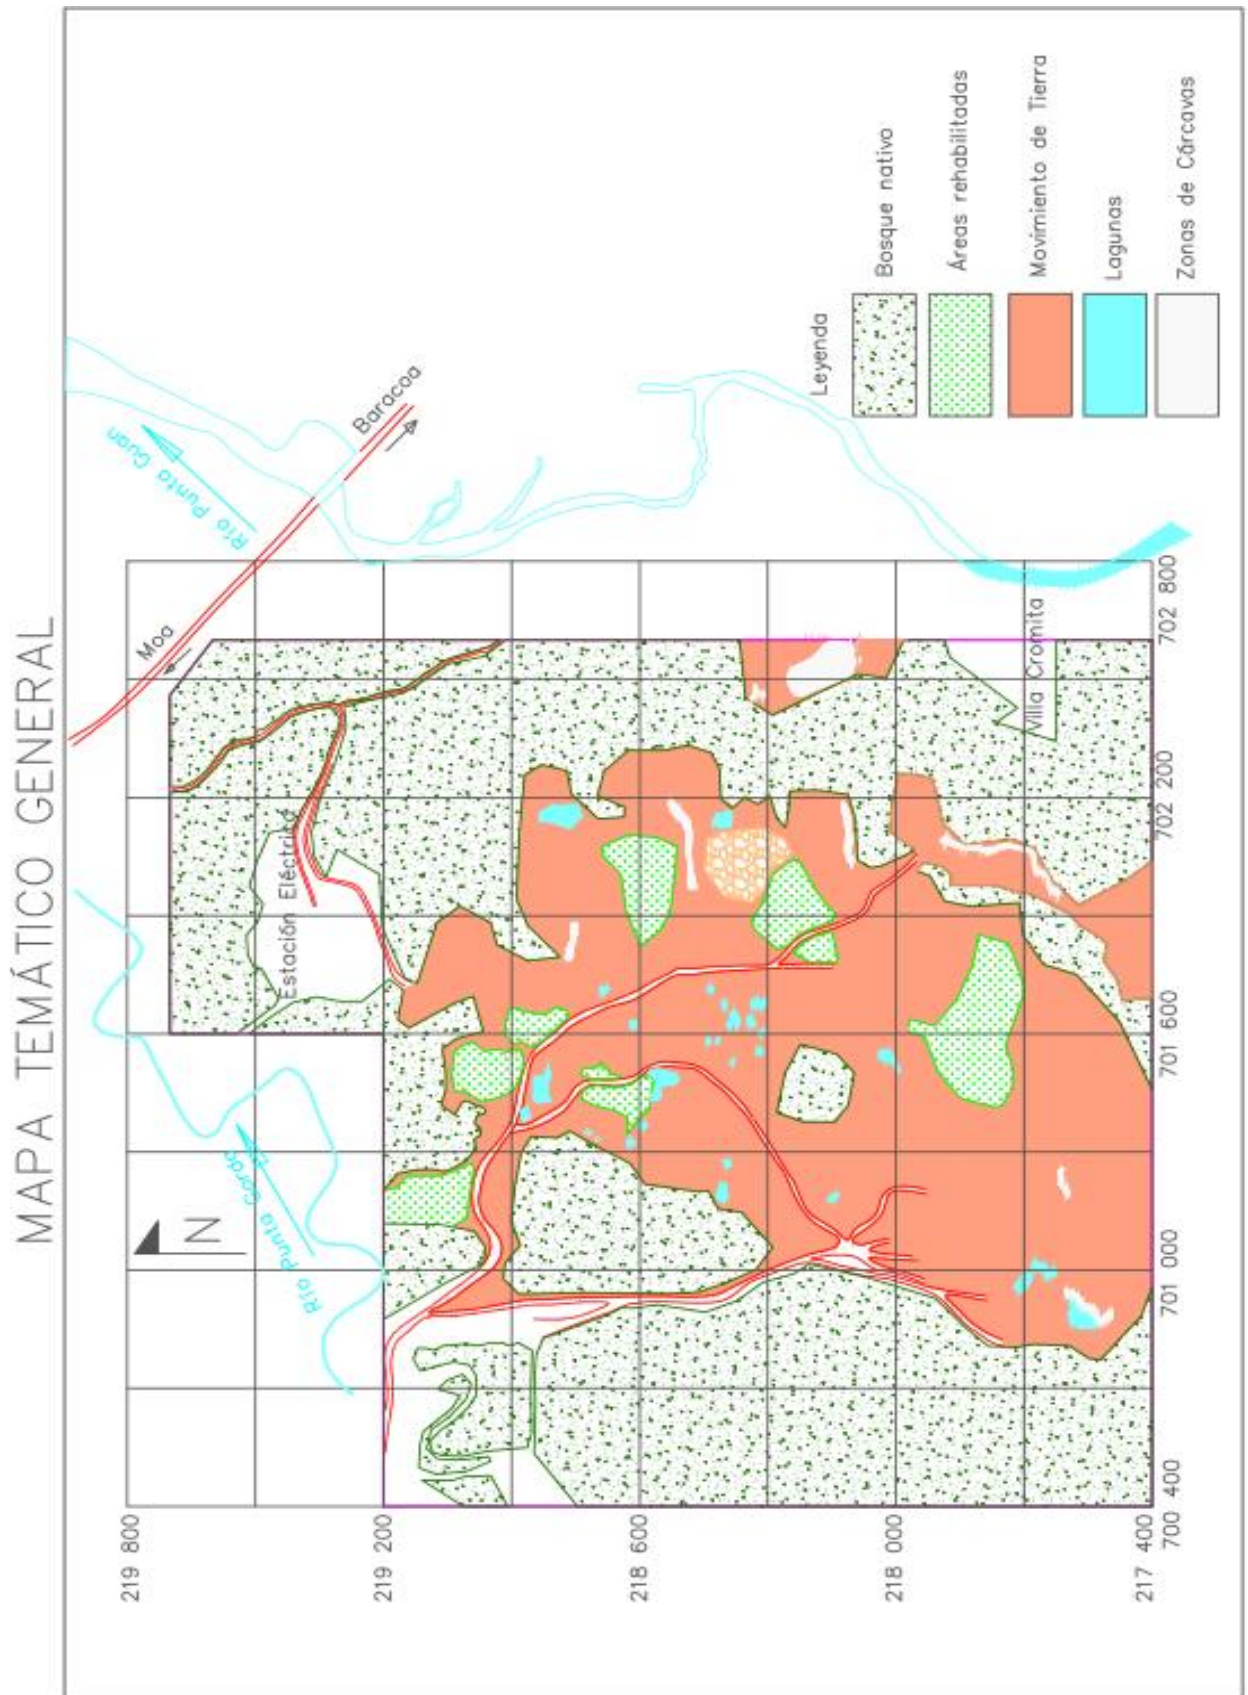 MAPA TEMÁTICO GENERAL
N
Río Punta Gorda
Río Punta Guan
Moa
Baracoa
Estación Eléctrica
Villa Cromita
219 800
219 200
218 600
218 000
217 400
700 400
701 000
701 600
702 200
702 800
Leyenda
Bosque nativo
Áreas rehabilitadas
Movimiento de Tierra
Lagunas
Zonas de Cárcavas